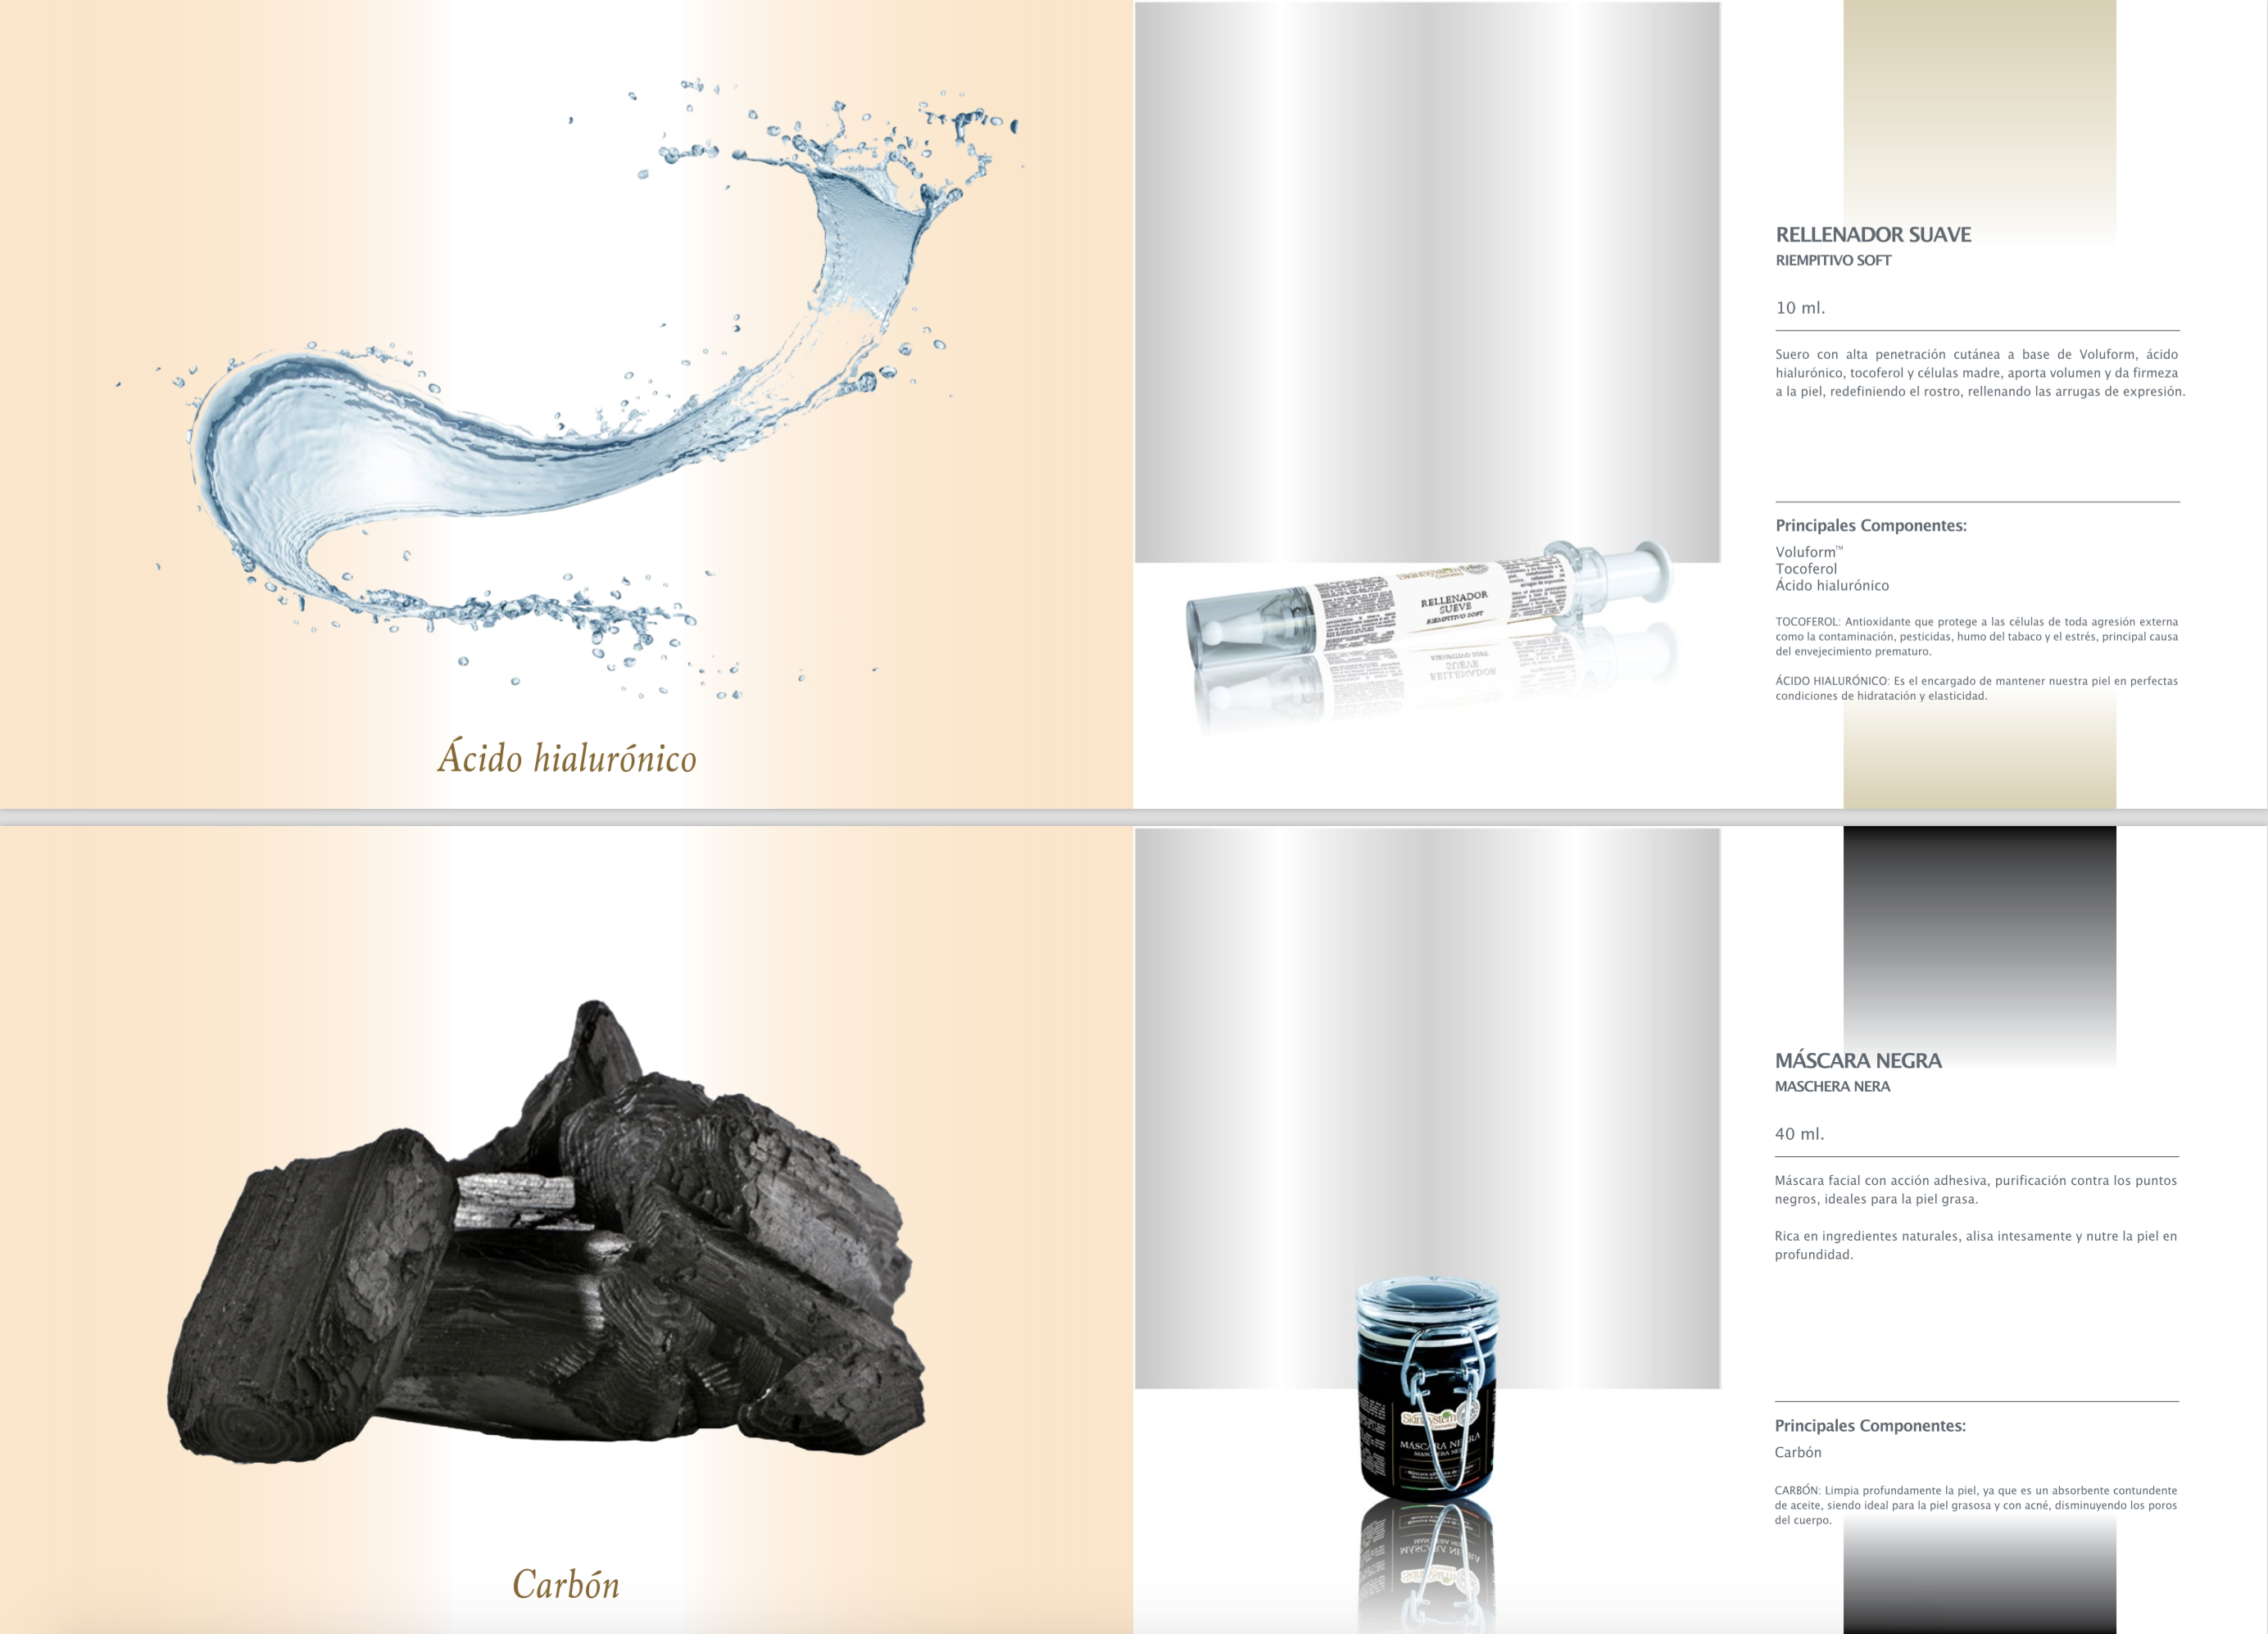 Ácido hialurónico
RELLENADOR SUAVE
RIEMPITIVO SOFT
10 ml.
Suero con alta penetración cutánea a base de Voluform, ácido
hialurónico, tocoferol y células madre, aporta volumen y da firmeza
a la piel, redefiniendo el rostro, rellenando las arrugas de expresión.
Principales Componentes:
Voluform™
Tocoferol
Ácido hialurónico
TOCOFEROL: Antioxidante que protege a las células de toda agresión externa
como la contaminación, pesticidas, humo del tabaco y el estrés, principal causa
del envejecimiento prematuro.
ÁCIDO HIALURÓNICO: Es el encargado de mantener nuestra piel en perfectas
condiciones de hidratación y elasticidad.
RELLENADOR
SUEVE
RIEMPITIVO SOFT
Carbón
MÁSCARA NEGRA
MASCHERA NERA
40 ml.
Máscara facial con acción adhesiva, purificación contra los puntos
negros, ideales para la piel grasa.
Rica en ingredientes naturales, alisa intesamente y nutre la piel en
profundidad.
Principales Componentes:
Carbón
CARBÓN: Limpia profundamente la piel, ya que es un absorbente contundente
de aceite, siendo ideal para la piel grasosa y con acné, disminuyendo los poros
del cuerpo.